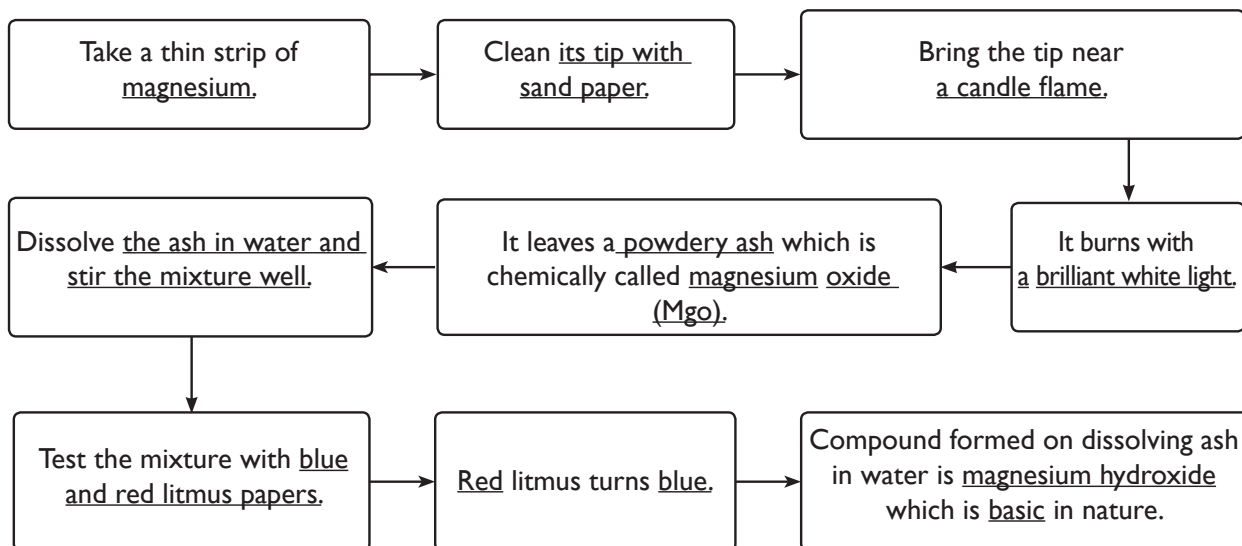 Take a thin strip of
magnesium.
Clean its tip with
sand paper.
Bring the tip near
a candle flame.
It burns with
a brilliant white light.
It leaves a powdery ash which is
chemically called magnesium oxide
(Mgo).
Dissolve the ash in water and
stir the mixture well.
Test the mixture with blue
and red litmus papers.
Red litmus turns blue.
Compound formed on dissolving ash
in water is magnesium hydroxide
which is basic in nature.